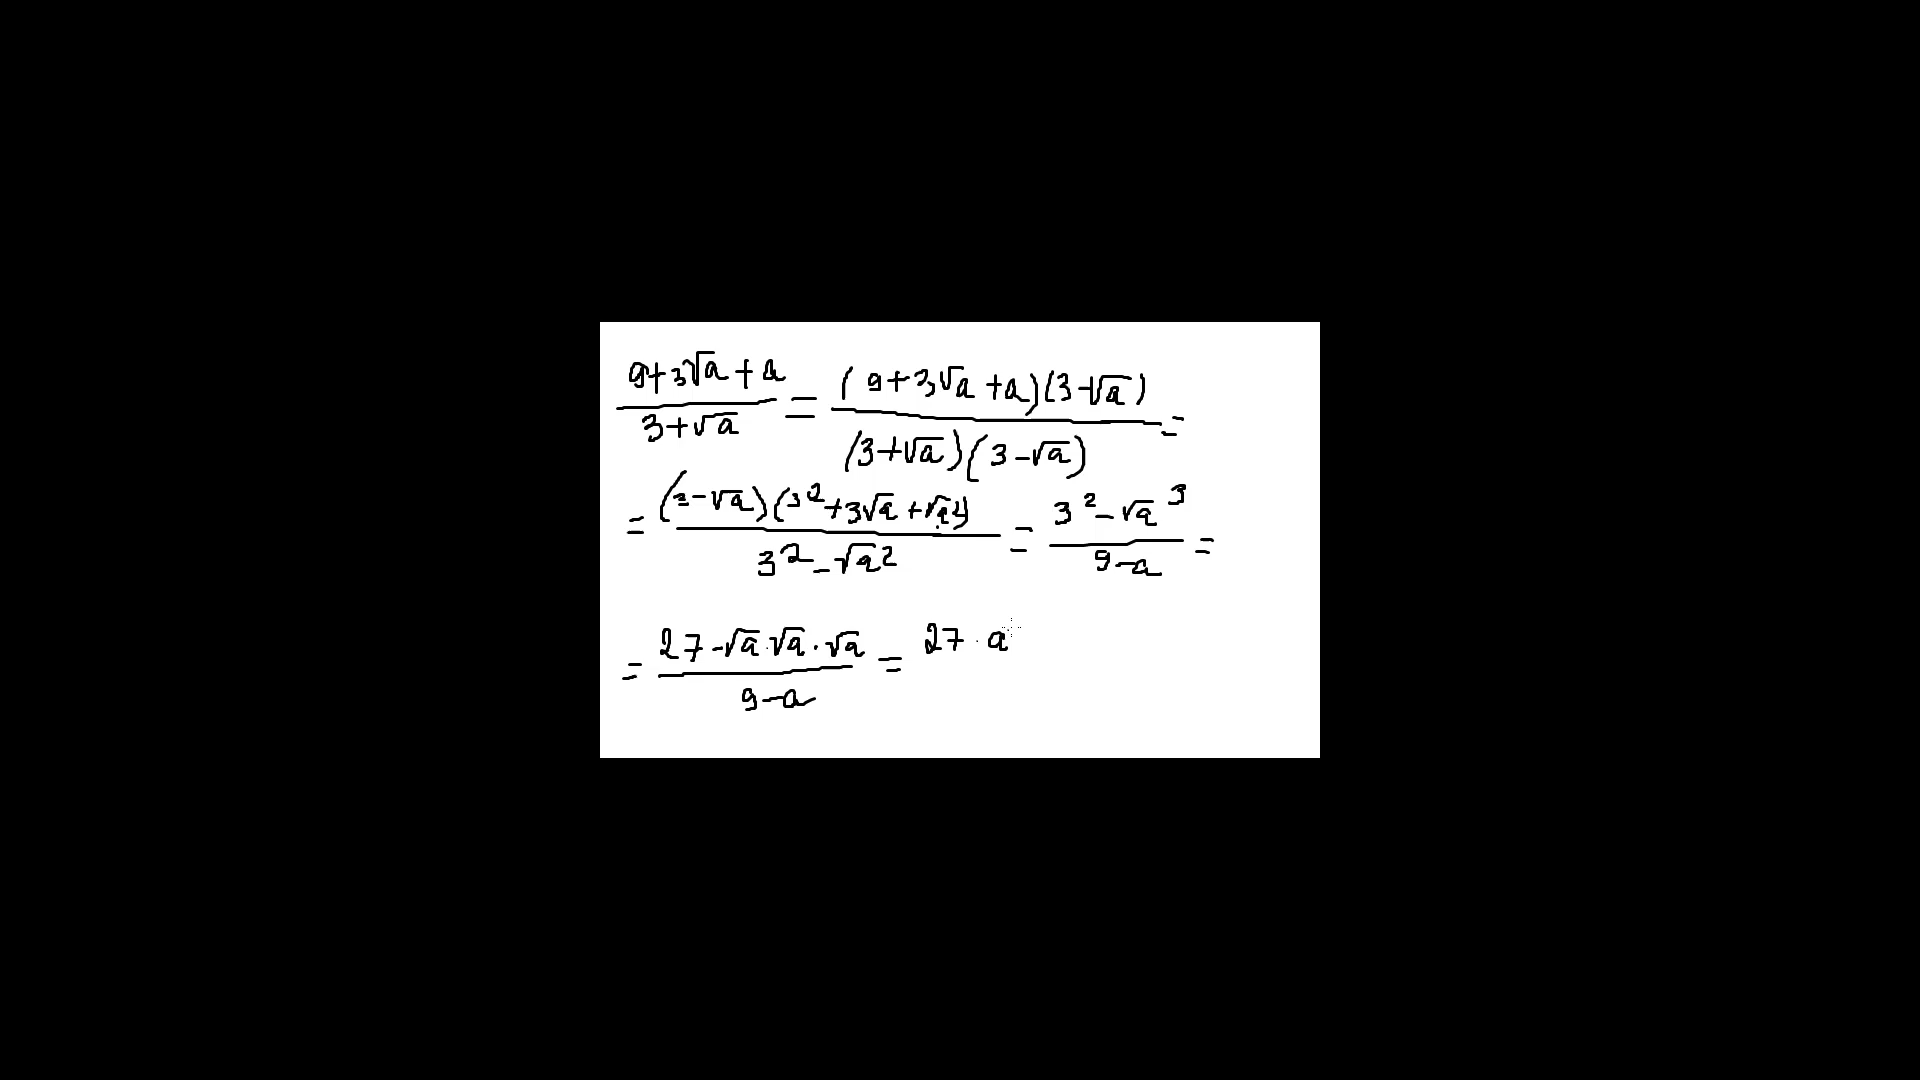 (9+3√a+a)/(3+√a) = ((9+3√a+a)(3-√a))/((3+√a)(3-√a)) =
= ((3-√a)(3²+3√a+√a²))/(3²-√a²) = (3²-√a³)/(9-a) =
= (27-√a·√a·√a)/(9-a) = 27·a